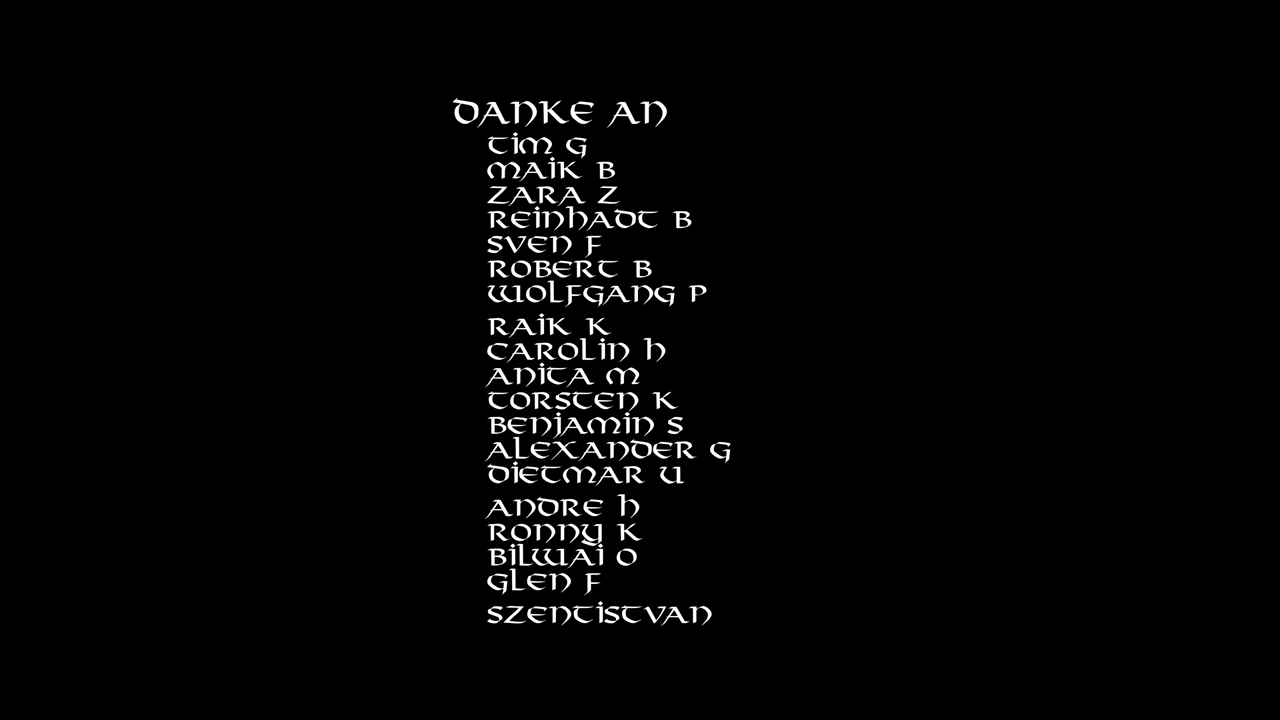 DANKE AN
TIM G
MAIK B
ZARA Z
REINHADT B
SVEN F
ROBERT B
WOLFGANG P
RAIK K
CAROLIN H
ANITA M
TORSTEN K
BENJAMIN S
ALEXANDER G
DIETMAR U
ANDRE H
RONNY K
BILWAI O
GLEN F
SZENTISTVAN